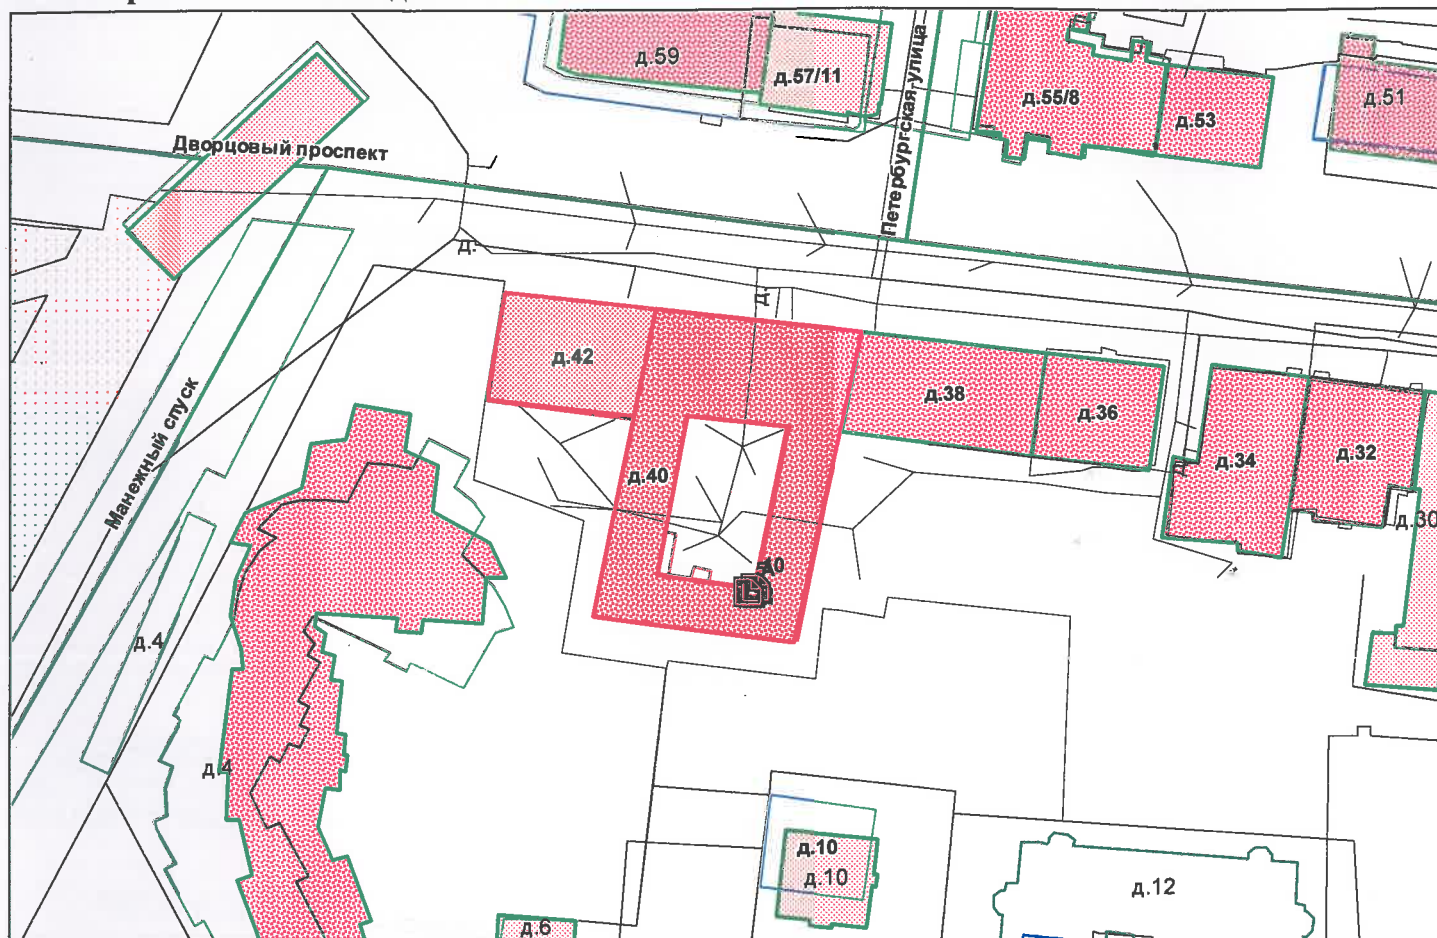 д.59
д.57/11
Петербургская улица
д.55/8
д.53
д.51
Дворцовый проспект
д.
д.
д.42
д.38
д.36
Манежный спуск
д.40
д.34
д.32
д.30
д.4
д.4
д.10
д.10
д.12
д.6